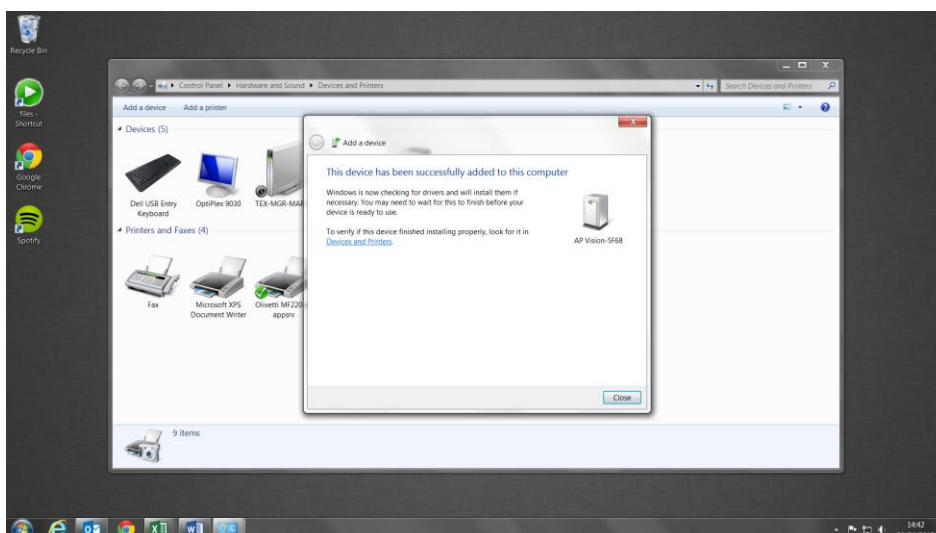 Recycle Bin
files -
Shortcut
Google
Chrome
Spotify
Control Panel ▸ Hardware and Sound ▸ Devices and Printers
Search Devices and Printers
Add a device Add a printer
Devices (5)
Dell USB Entry
Keyboard
OptiPlex 9030
TEX-MGR-MAR
Printers and Faxes (4)
Fax
Microsoft XPS
Document Writer
Olivetti MF220
appsrv
9 items
Add a device
This device has been successfully added to this computer
Windows is now checking for drivers and will install them if
necessary. You may need to wait for this to finish before your
device is ready to use.
To verify if this device finished installing properly, look for it in
Devices and Printers.
AP Vision-5F68
Close
14:42